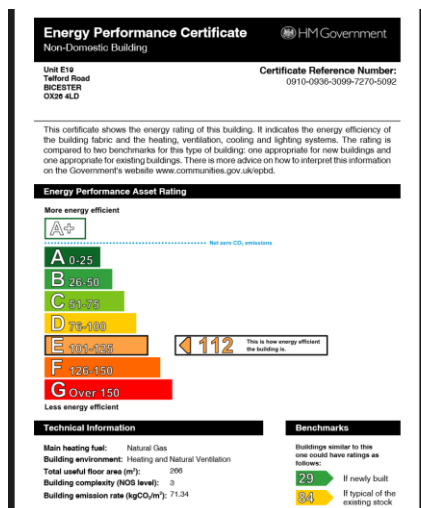 Energy Performance Certificate
HM Government
Non-Domestic Building
Unit E19
Telford Road
BICESTER
OX26 4LD
Certificate Reference Number:
0910-0936-3099-7270-5092
This certificate shows the energy rating of this building. It indicates the energy efficiency of
the building fabric and the heating, ventilation, cooling and lighting systems. The rating is
compared to two benchmarks for this type of building: one appropriate for new buildings and
one appropriate for existing buildings. There is more advice on how to interpret this information
on the Government's website www.communities.gov.uk/epbd.
Energy Performance Asset Rating
More energy efficient
A+
Net zero CO₂ emissions
A 0-25
B 26-50
C 51-75
D 76-100
E 101-125
112
This is how energy efficient
the building is.
F 126-150
G Over 150
Less energy efficient
Technical Information
Main heating fuel: Natural Gas
Building environment: Heating and Natural Ventilation
Total useful floor area (m²): 266
Building complexity (NOS level): 3
Building emission rate (kgCO₂/m²): 71.34
Benchmarks
Buildings similar to this
one could have ratings as
follows:
29 If newly built
84 If typical of the
existing stock